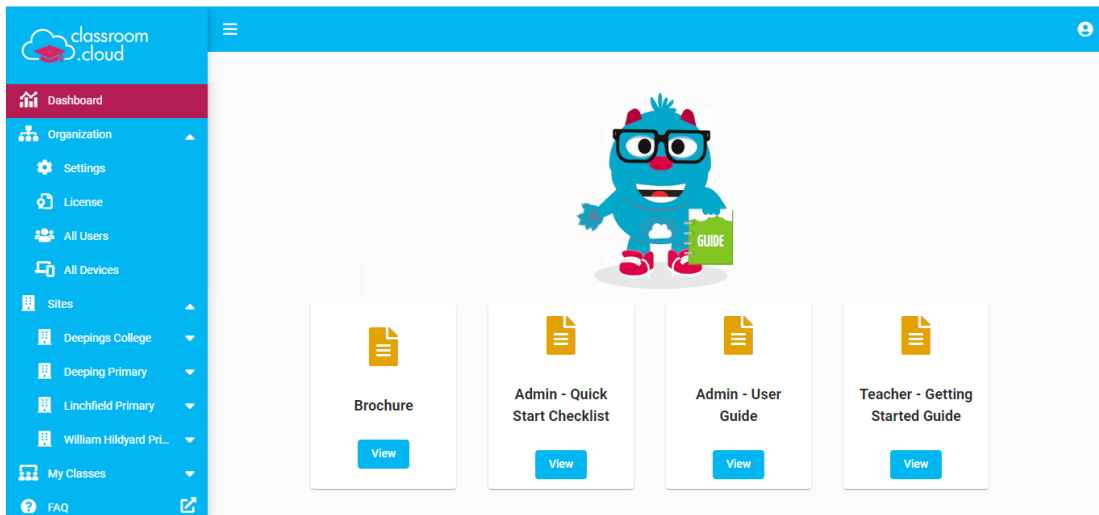 classroom
.cloud
Dashboard
Organization
Settings
License
All Users
All Devices
Sites
Deepings College
Deeping Primary
Linchfield Primary
William Hildyard Pri...
My Classes
FAQ
GUIDE
Brochure
View
Admin - Quick
Start Checklist
View
Admin - User
Guide
View
Teacher - Getting
Started Guide
View